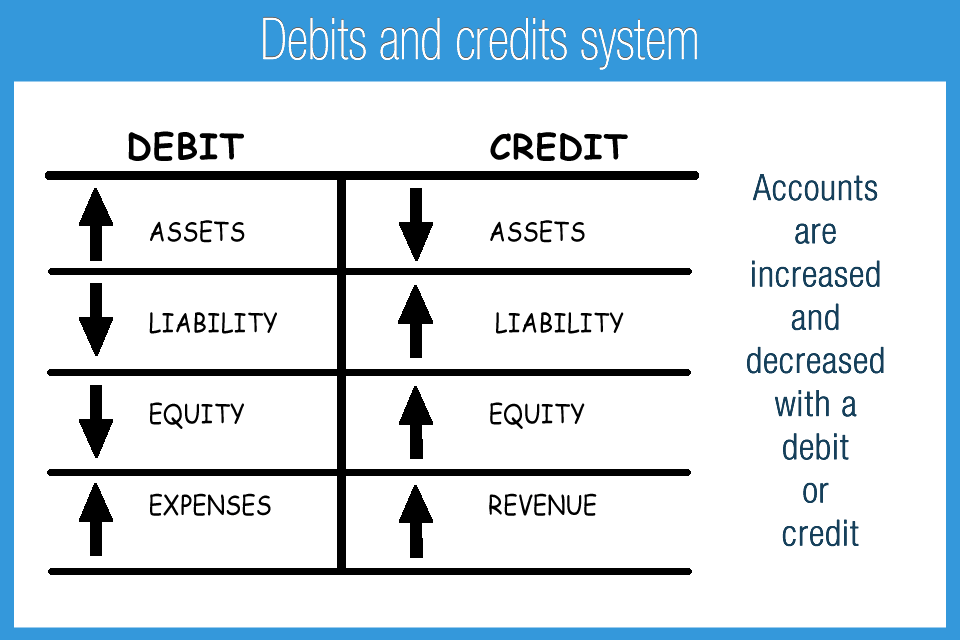 Debits and credits system
DEBIT CREDIT
ASSETS ASSETS
LIABILITY LIABILITY
EQUITY EQUITY
EXPENSES REVENUE
Accounts
are
increased
and
decreased
with a
debit
or
credit